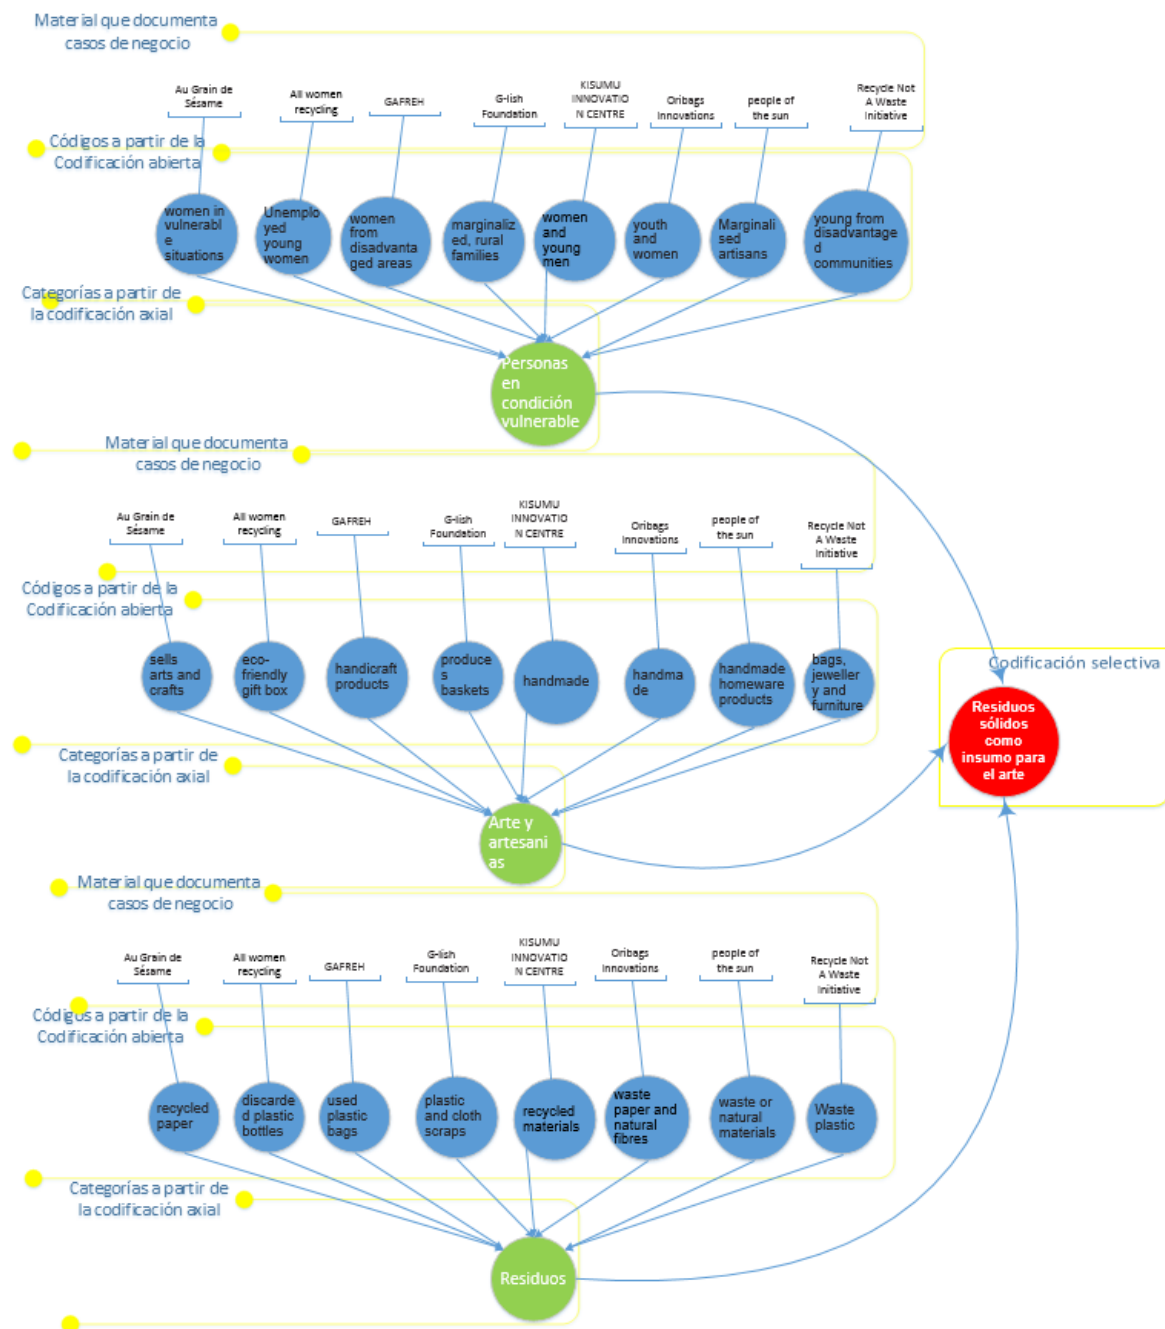 Material que documenta
casos de negocio
Au Grain de
Sésame
All women
recycling
GAFREH
G-lish
Foundation
KISUMU
INNOVATIO
N CENTRE
Oribags
Innovations
people of
the sun
Recycle Not
A Waste
Initiative
Códigos a partir de la
Codificación abierta
women in
vulnerabl
e
situations
Unemplo
yed
young
women
women
from
disadvanta
ged areas
marginaliz
ed, rural
families
women
and
young
men
youth
and
women
Marginali
sed
artisans
young from
disadvantage
d
communities
Categorías a partir de
la codificación axial
Personas
en
condición
vulnerable
Material que documenta
casos de negocio
Au Grain de
Sésame
All women
recycling
GAFREH
G-lish
Foundation
KISUMU
INNOVATIO
N CENTRE
Oribags
Innovations
people of
the sun
Recycle Not
A Waste
Initiative
Códigos a partir de la
Codificación abierta
sells
arts and
crafts
eco-
friendly
gift box
handicraft
products
produce
s
baskets
handmade
handma
de
handmade
homeware
products
bags,
jeweller
y and
furniture
Codificación selectiva
Residuos
sólidos
como
insumo para
el arte
Categorías a partir de
la codificación axial
Arte y
artesaní
as
Material que documenta
casos de negocio
Au Grain de
Sésame
All women
recycling
GAFREH
G-lish
Foundation
KISUMU
INNOVATIO
N CENTRE
Oribags
Innovations
people of
the sun
Recycle Not
A Waste
Initiative
Códigos a partir de la
Codificación abierta
recycled
paper
discarde
d plastic
bottles
used
plastic
bags
plastic
and cloth
scraps
recycled
materials
waste
paper and
natural
fibres
waste or
natural
materials
Waste
plastic
Categorías a partir de
la codificación axial
Residuos